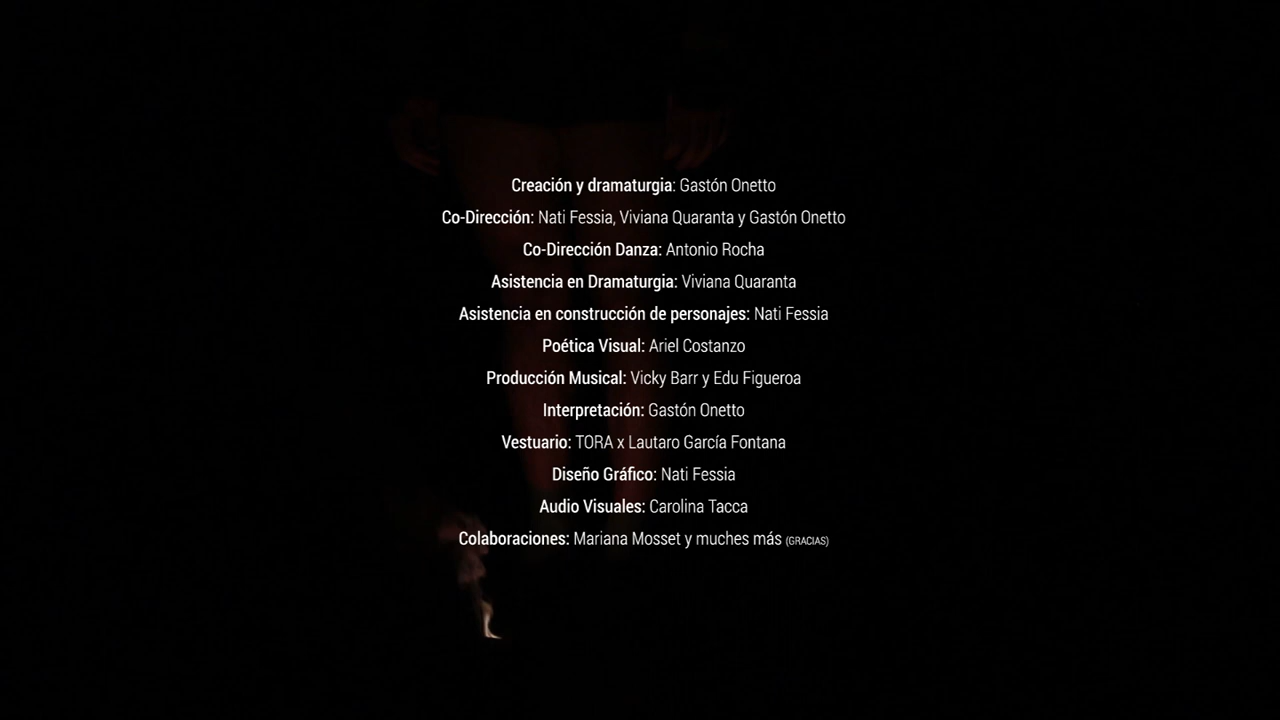 Creación y dramaturgia: Gastón Onetto
Co-Dirección: Nati Fessia, Viviana Quaranta y Gastón Onetto
Co-Dirección Danza: Antonio Rocha
Asistencia en Dramaturgia: Viviana Quaranta
Asistencia en construcción de personajes: Nati Fessia
Poética Visual: Ariel Costanzo
Producción Musical: Vicky Barr y Edu Figueroa
Interpretación: Gastón Onetto
Vestuario: TORA x Lautaro García Fontana
Diseño Gráfico: Nati Fessia
Audio Visuales: Carolina Tacca
Colaboraciones: Mariana Mosset y muches más (GRACIAS)